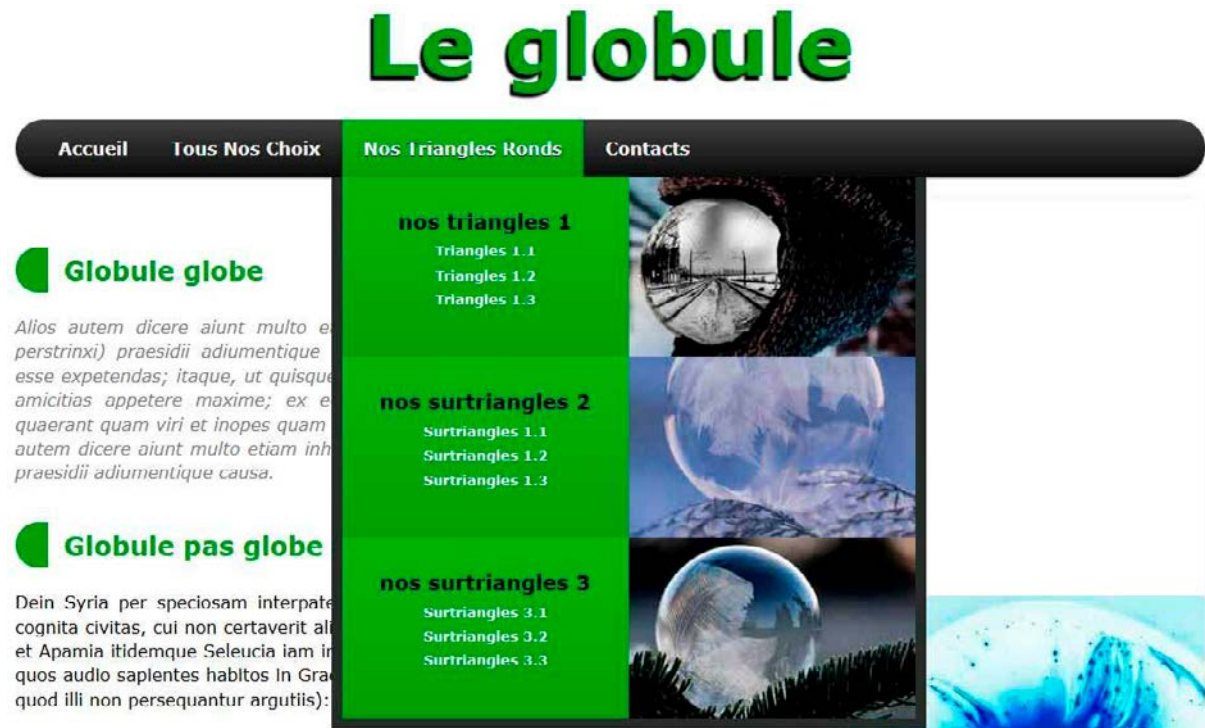 Le globule
Accueil Tous Nos Choix Nos Triangles Ronds Contacts
nos triangles 1
Triangles 1.1
Triangles 1.2
Triangles 1.3
nos surtriangles 2
Surtriangles 1.1
Surtriangles 1.2
Surtriangles 1.3
nos surtriangles 3
Surtriangles 3.1
Surtriangles 3.2
Surtriangles 3.3
Globule globe
Alios autem dicere aiunt multo
perstrinxi) praesidii adiumentique
esse expetendas; itaque, ut quisque
amicitias appetere maxime; ex
quaerant quam viri et inopes quam
autem dicere aiunt multo etiam inh
praesidii adiumentique causa.
Globule pas globe
Dein Syria per speciosam interpate
cognita civitas, cui non certaverit ali
et Apamia itidemque Seleucia iam in
quos audio sapientes habitos in Grae
quod illi non persequantur argutiis):